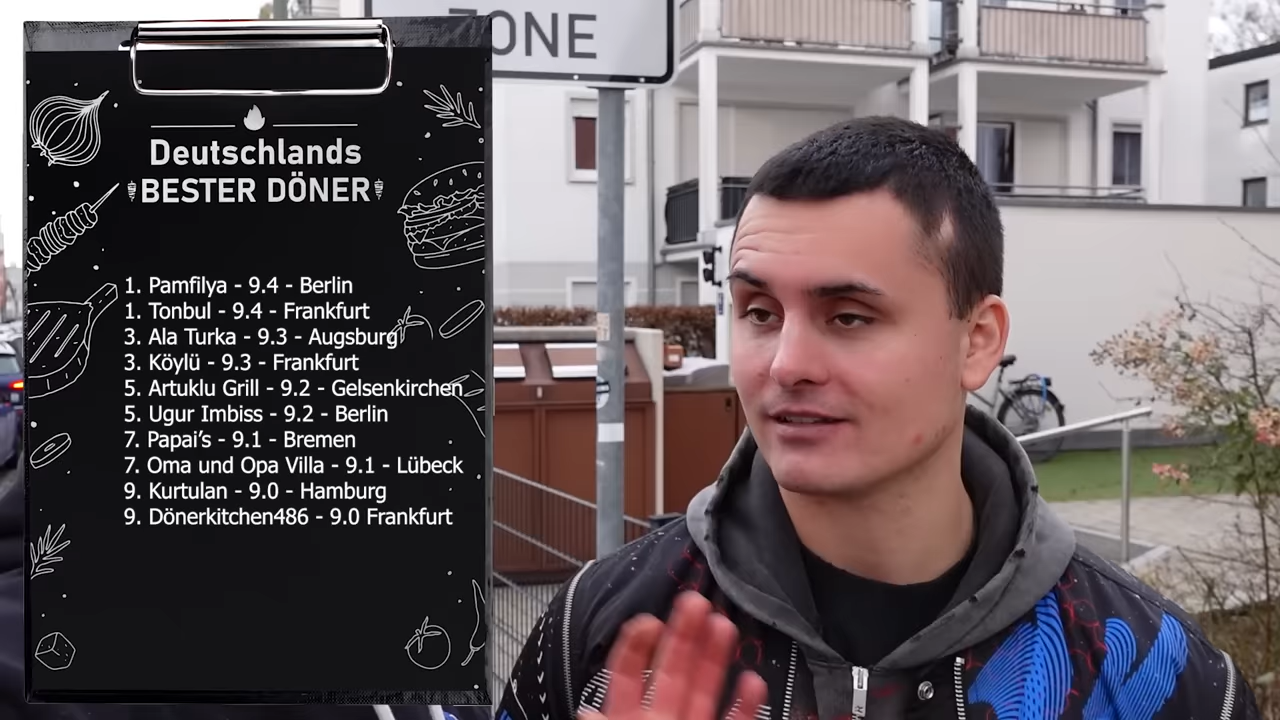 ZONE
Deutschlands
BESTER DÖNER
1. Pamfilya - 9.4 - Berlin
1. Tonbul - 9.4 - Frankfurt
3. Ala Turka - 9.3 - Augsburg
3. Köylü - 9.3 - Frankfurt
5. Artuklu Grill - 9.2 - Gelsenkirchen
5. Ugur Imbiss - 9.2 - Berlin
7. Papai’s - 9.1 - Bremen
7. Oma und Opa Villa - 9.1 - Lübeck
9. Kurtulan - 9.0 - Hamburg
9. Dönerkitchen486 - 9.0 Frankfurt